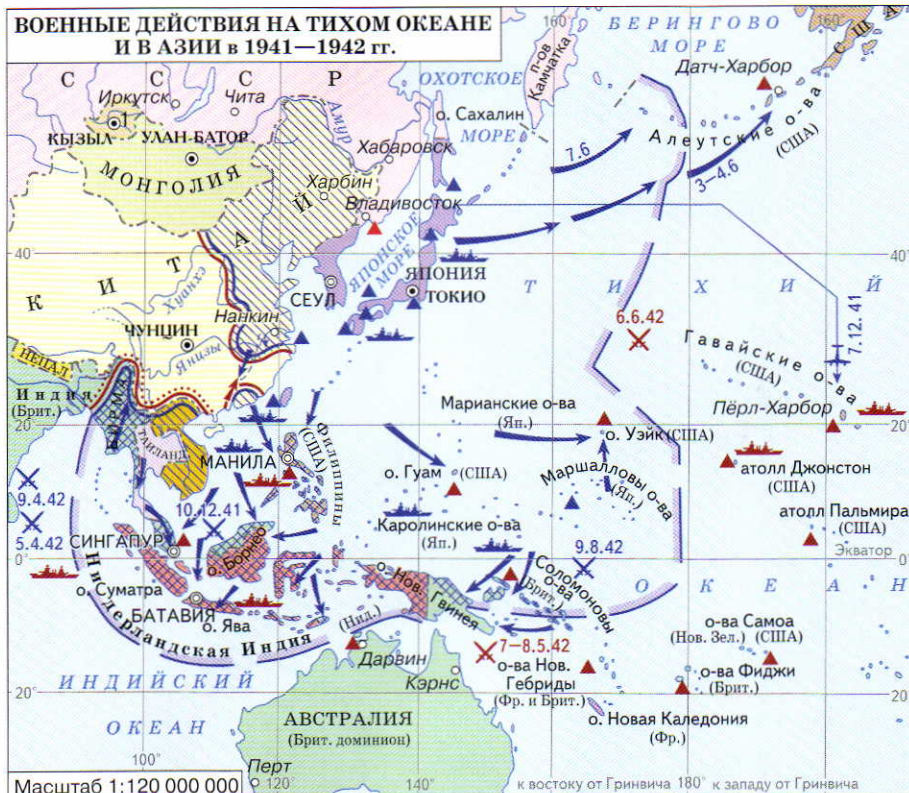 ВОЕННЫЕ ДЕЙСТВИЯ НА ТИХОМ ОКЕАНЕ
И В АЗИИ в 1941—1942 гг.
160°
БЕРИНГОВО
МОРЕ
160°
США
С С С Р
Иркутск
Чита
Амур
ОХОТСКОЕ
МОРЕ
п-ов
Камчатка
Датч-Харбор
о. Сахалин
Алеутские о-ва
(США)
1
КЫЗЫЛ
УЛАН-БАТОР
Хабаровск
7.6
3—4.6
МОНГОЛИЯ
Харбин
Владивосток
40°
40°
КИТАЙ
Хуанхэ
ЯПОНСКОЕ
МОРЕ
ЯПОНИЯ
ТОКИО
СЕУЛ
Т И Х И Й
Нанкин
6.6.42
7.12.41
ЧУНЦИН
Янцзы
Гавайские о-ва
(США)
НЕПАЛ
Индия
(Брит.)
БИРМА
ТАИЛАНД
Марианские о-ва
(Яп.)
Пёрл-Харбор
20°
20°
Филиппины
(США)
МАНИЛА
о. Уэйк (США)
о. Гуам
(США)
Маршалловы о-ва
(Яп.)
атолл Джонстон
(США)
9.4.42
10.12.41
атолл Пальмира
(США)
5.4.42
СИНГАПУР
Каролинские о-ва
(Яп.)
9.8.42
Экватор
0°
0°
о. Борнео
О К Е А Н
о. Суматра
о. Нов. Гвинея
Соломоновы
о-ва
(Брит.)
БАТАВИЯ
о. Ява
Нидерландская Индия
(Нид.)
о-ва Самоа
(Нов. Зел.)
(США)
Дарвин
7—8.5.42
Кэрнс
о-ва Нов.
Гебриды
(Фр. и Брит.)
о-ва Фиджи
(Брит.)
20°
20°
ИНДИЙСКИЙ
ОКЕАН
АВСТРАЛИЯ
(Брит. доминион)
о. Новая Каледония
(Фр.)
100°
Перт
120°
140°
к востоку от Гринвича
180°
к западу от Гринвича
Масштаб 1:120 000 000